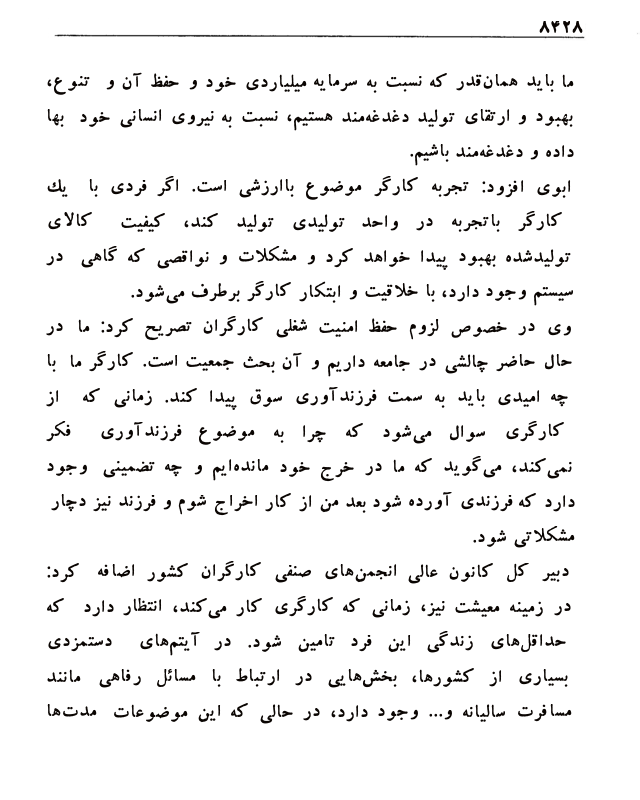 ۸۴۲۸
ما باید همان‌قدر که نسبت به سرمایه میلیاردی خود و حفظ آن و تنوع،
بهبود و ارتقای تولید دغدغه‌مند هستیم، نسبت به نیروی انسانی خود بها
داده و دغدغه‌مند باشیم.
ابوی افزود: تجربه کارگر موضوع باارزشی است. اگر فردی با یك
کارگر باتجربه در واحد تولیدی تولید کند، کیفیت کالای
تولیدشده بهبود پیدا خواهد کرد و مشکلات و نواقصی که گاهی در
سیستم وجود دارد، با خلاقیت و ابتکار کارگر برطرف می‌شود.
وی در خصوص لزوم حفظ امنیت شغلی کارگران تصریح کرد: ما در
حال حاضر چالشی در جامعه داریم و آن بحث جمعیت است. کارگر ما با
چه امیدی باید به سمت فرزندآوری سوق پیدا کند. زمانی که از
کارگری سوال می‌شود که چرا به موضوع فرزندآوری فکر
نمی‌کند، می‌گوید که ما در خرج خود مانده‌ایم و چه تضمینی وجود
دارد که فرزندی آورده شود بعد من از کار اخراج شوم و فرزند نیز دچار
مشکلاتی شود.
دبیر کل کانون عالی انجمن‌های صنفی کارگران کشور اضافه کرد:
در زمینه معیشت نیز، زمانی که کارگری کار می‌کند، انتظار دارد که
حداقل‌های زندگی این فرد تامین شود. در آیتم‌های دستمزدی
بسیاری از کشورها، بخش‌هایی در ارتباط با مسائل رفاهی مانند
مسافرت سالیانه و... وجود دارد، در حالی که این موضوعات مدت‌ها